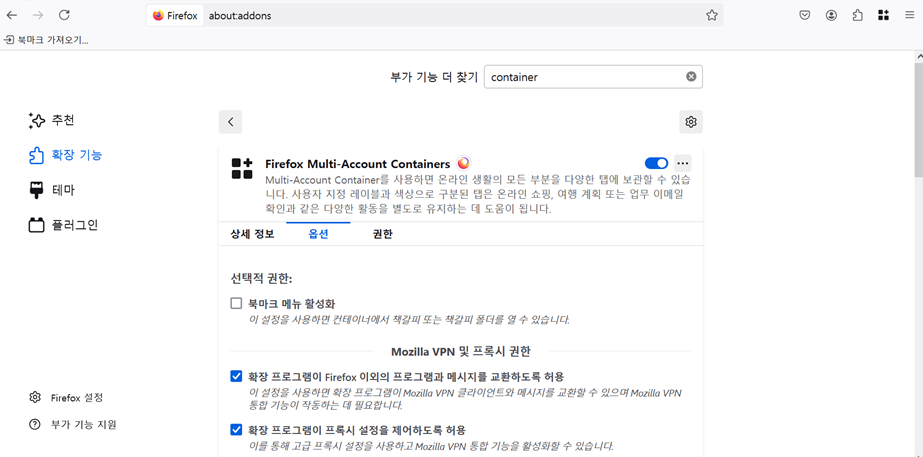 Firefox about:addons
북마크 가져오기...
부가 기능 더 찾기 container
추천
확장 기능
테마
플러그인
Firefox 설정
부가 기능 지원
Firefox Multi-Account Containers
Multi-Account Container를 사용하면 온라인 생활의 모든 부분을 다양한 탭에 보관할 수 있습
니다. 사용자 지정 레이블과 색상으로 구분된 탭은 온라인 쇼핑, 여행 계획 또는 업무 이메일
확인과 같은 다양한 활동을 별도로 유지하는 데 도움이 됩니다.
상세 정보 옵션 권한
선택적 권한:
북마크 메뉴 활성화
이 설정을 사용하면 컨테이너에서 책갈피 또는 책갈피 폴더를 열 수 있습니다.
Mozilla VPN 및 프록시 권한
확장 프로그램이 Firefox 이외의 프로그램과 메시지를 교환하도록 허용
이 설정을 사용하면 확장 프로그램이 Mozilla VPN 클라이언트와 메시지를 교환할 수 있으며 Mozilla VPN
통합 기능이 작동하는 데 필요합니다.
확장 프로그램이 프록시 설정을 제어하도록 허용
이를 통해 고급 프록시 설정을 사용하고 Mozilla VPN 통합 기능을 활성화할 수 있습니다.